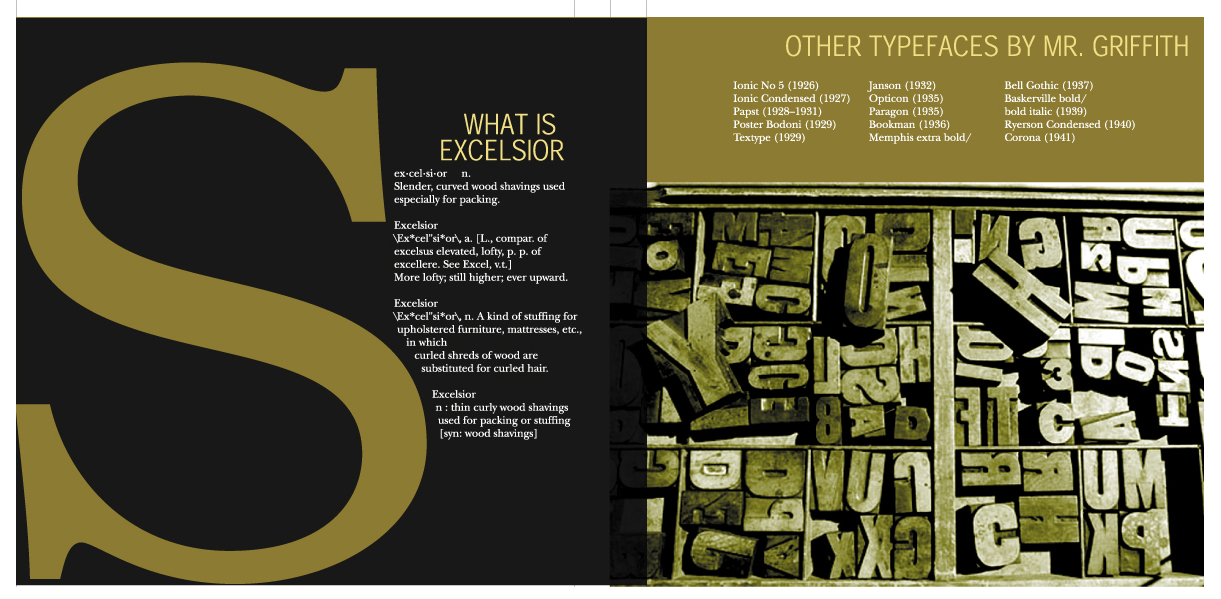 S
WHAT IS
EXCELSIOR
ex·cel·si·or n.
Slender, curved wood shavings used
especially for packing.
Excelsior
\Ex*cel"si*or\, a. [L., compar. of
excelsus elevated, lofty, p. p. of
excellere. See Excel, v.t.]
More lofty; still higher; ever upward.
Excelsior
\Ex*cel"si*or\, n. A kind of stuffing for
upholstered furniture, mattresses, etc.,
in which
curled shreds of wood are
substituted for curled hair.
Excelsior
n : thin curly wood shavings
used for packing or stuffing
[syn: wood shavings]
OTHER TYPEFACES BY MR. GRIFFITH
Ionic No 5 (1926)
Ionic Condensed (1927)
Papst (1928–1931)
Poster Bodoni (1929)
Textype (1929)
Janson (1932)
Opticon (1935)
Paragon (1935)
Bookman (1936)
Memphis extra bold/
Bell Gothic (1937)
Baskerville bold/
bold italic (1939)
Ryerson Condensed (1940)
Corona (1941)